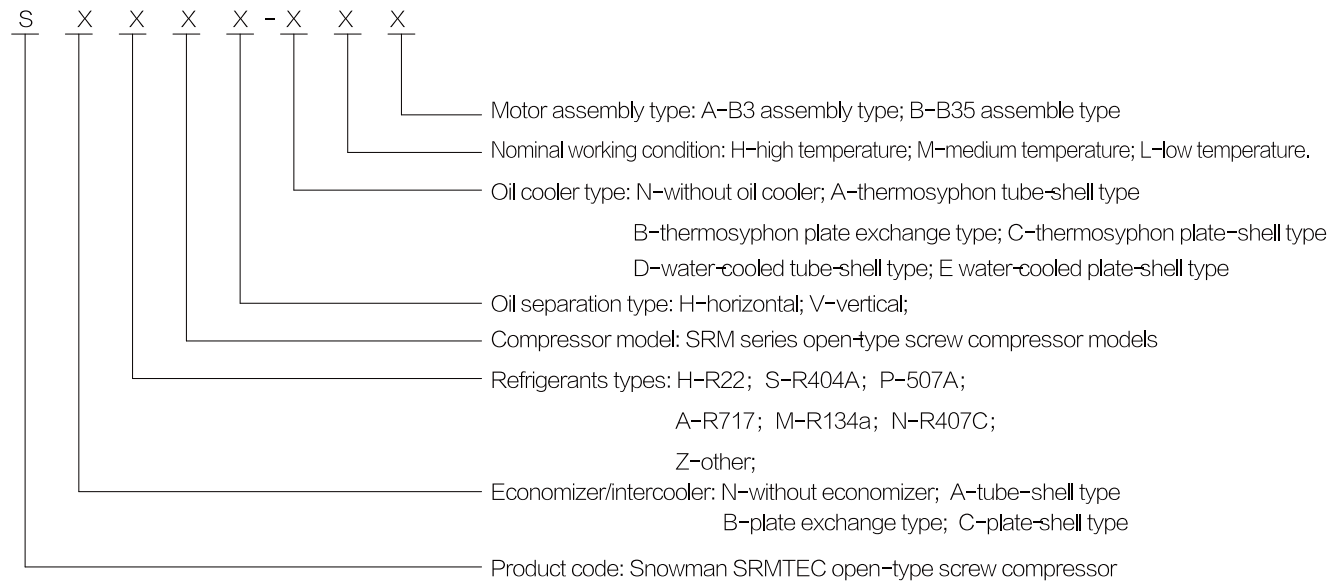 S X X X X - X X X
Motor assembly type: A-B3 assembly type; B-B35 assemble type
Nominal working condition: H-high temperature; M-medium temperature; L-low temperature.
Oil cooler type: N-without oil cooler; A-thermosyphon tube-shell type
B-thermosyphon plate exchange type; C-thermosyphon plate-shell type
D-water-cooled tube-shell type; E water-cooled plate-shell type
Oil separation type: H-horizontal; V-vertical;
Compressor model: SRM series open-type screw compressor models
Refrigerants types: H-R22; S-R404A; P-507A;
A-R717; M-R134a; N-R407C;
Z-other;
Economizer/intercooler: N-without economizer; A-tube-shell type
B-plate exchange type; C-plate-shell type
Product code: Snowman SRMTEC open-type screw compressor